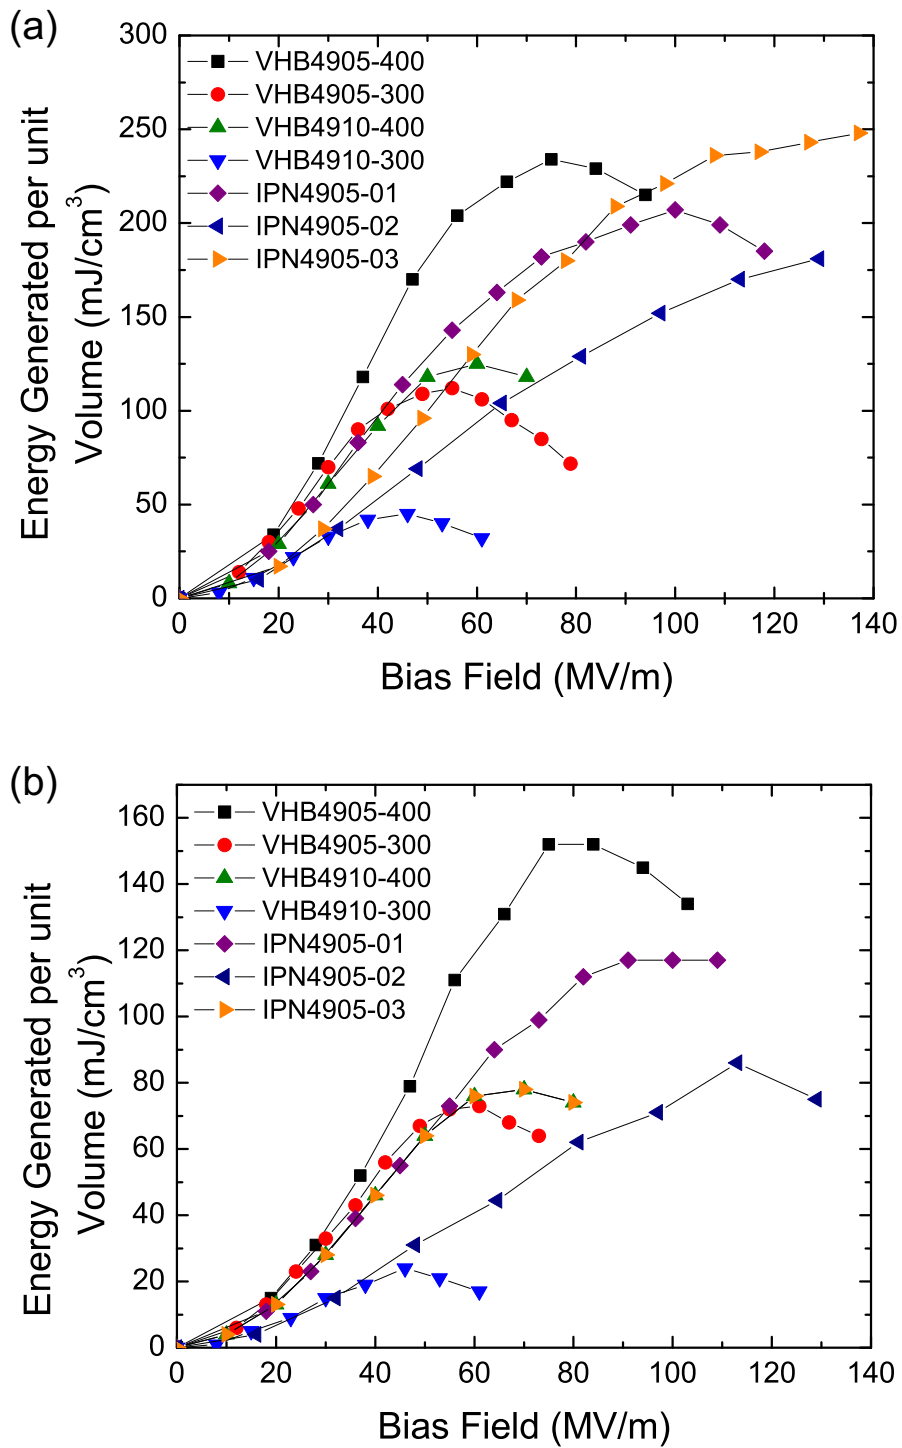 (a)
300
250
200
150
100
50
0
Energy Generated per unit
Volume (mJ/cm³)
VHB4905-400
VHB4905-300
VHB4910-400
VHB4910-300
IPN4905-01
IPN4905-02
IPN4905-03
0 20 40 60 80 100 120 140
Bias Field (MV/m)
(b)
160
140
120
100
80
60
40
20
0
Energy Generated per unit
Volume (mJ/cm³)
VHB4905-400
VHB4905-300
VHB4910-400
VHB4910-300
IPN4905-01
IPN4905-02
IPN4905-03
0 20 40 60 80 100 120 140
Bias Field (MV/m)